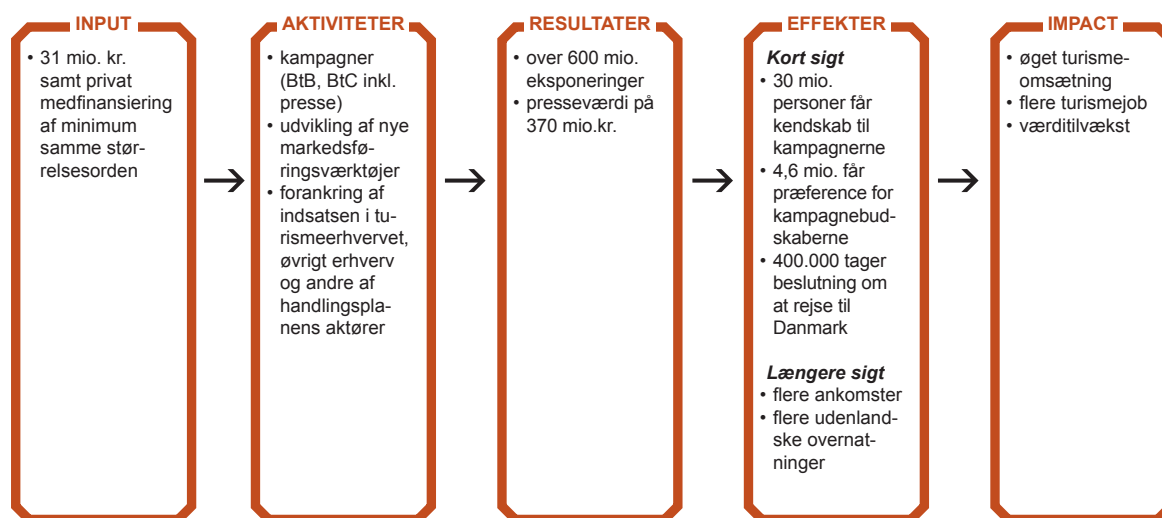 INPUT
• 31 mio. kr.
samt privat
medfinansiering
af minimum
samme stør-
relsesorden
AKTIVITETER
• kampagner
(BtB, BtC inkl.
presse)
• udvikling af nye
markedsfø-
ringsværktøjer
• forankring af
indsatsen i tu-
rismeerhvervet,
øvrigt erhverv
og andre af
handlingspla-
nens aktører
RESULTATER
• over 600 mio.
eksponeringer
• presseværdi på
370 mio.kr.
EFFEKTER
Kort sigt
• 30 mio.
personer får
kendskab til
kampagnerne
• 4,6 mio. får
præference for
kampagnebud-
skaberne
• 400.000 tager
beslutning om
at rejse til
Danmark
Længere sigt
• flere ankomster
• flere udenland-
ske overnat-
ninger
IMPACT
• øget turisme-
omsætning
• flere turismejob
• værditilvækst